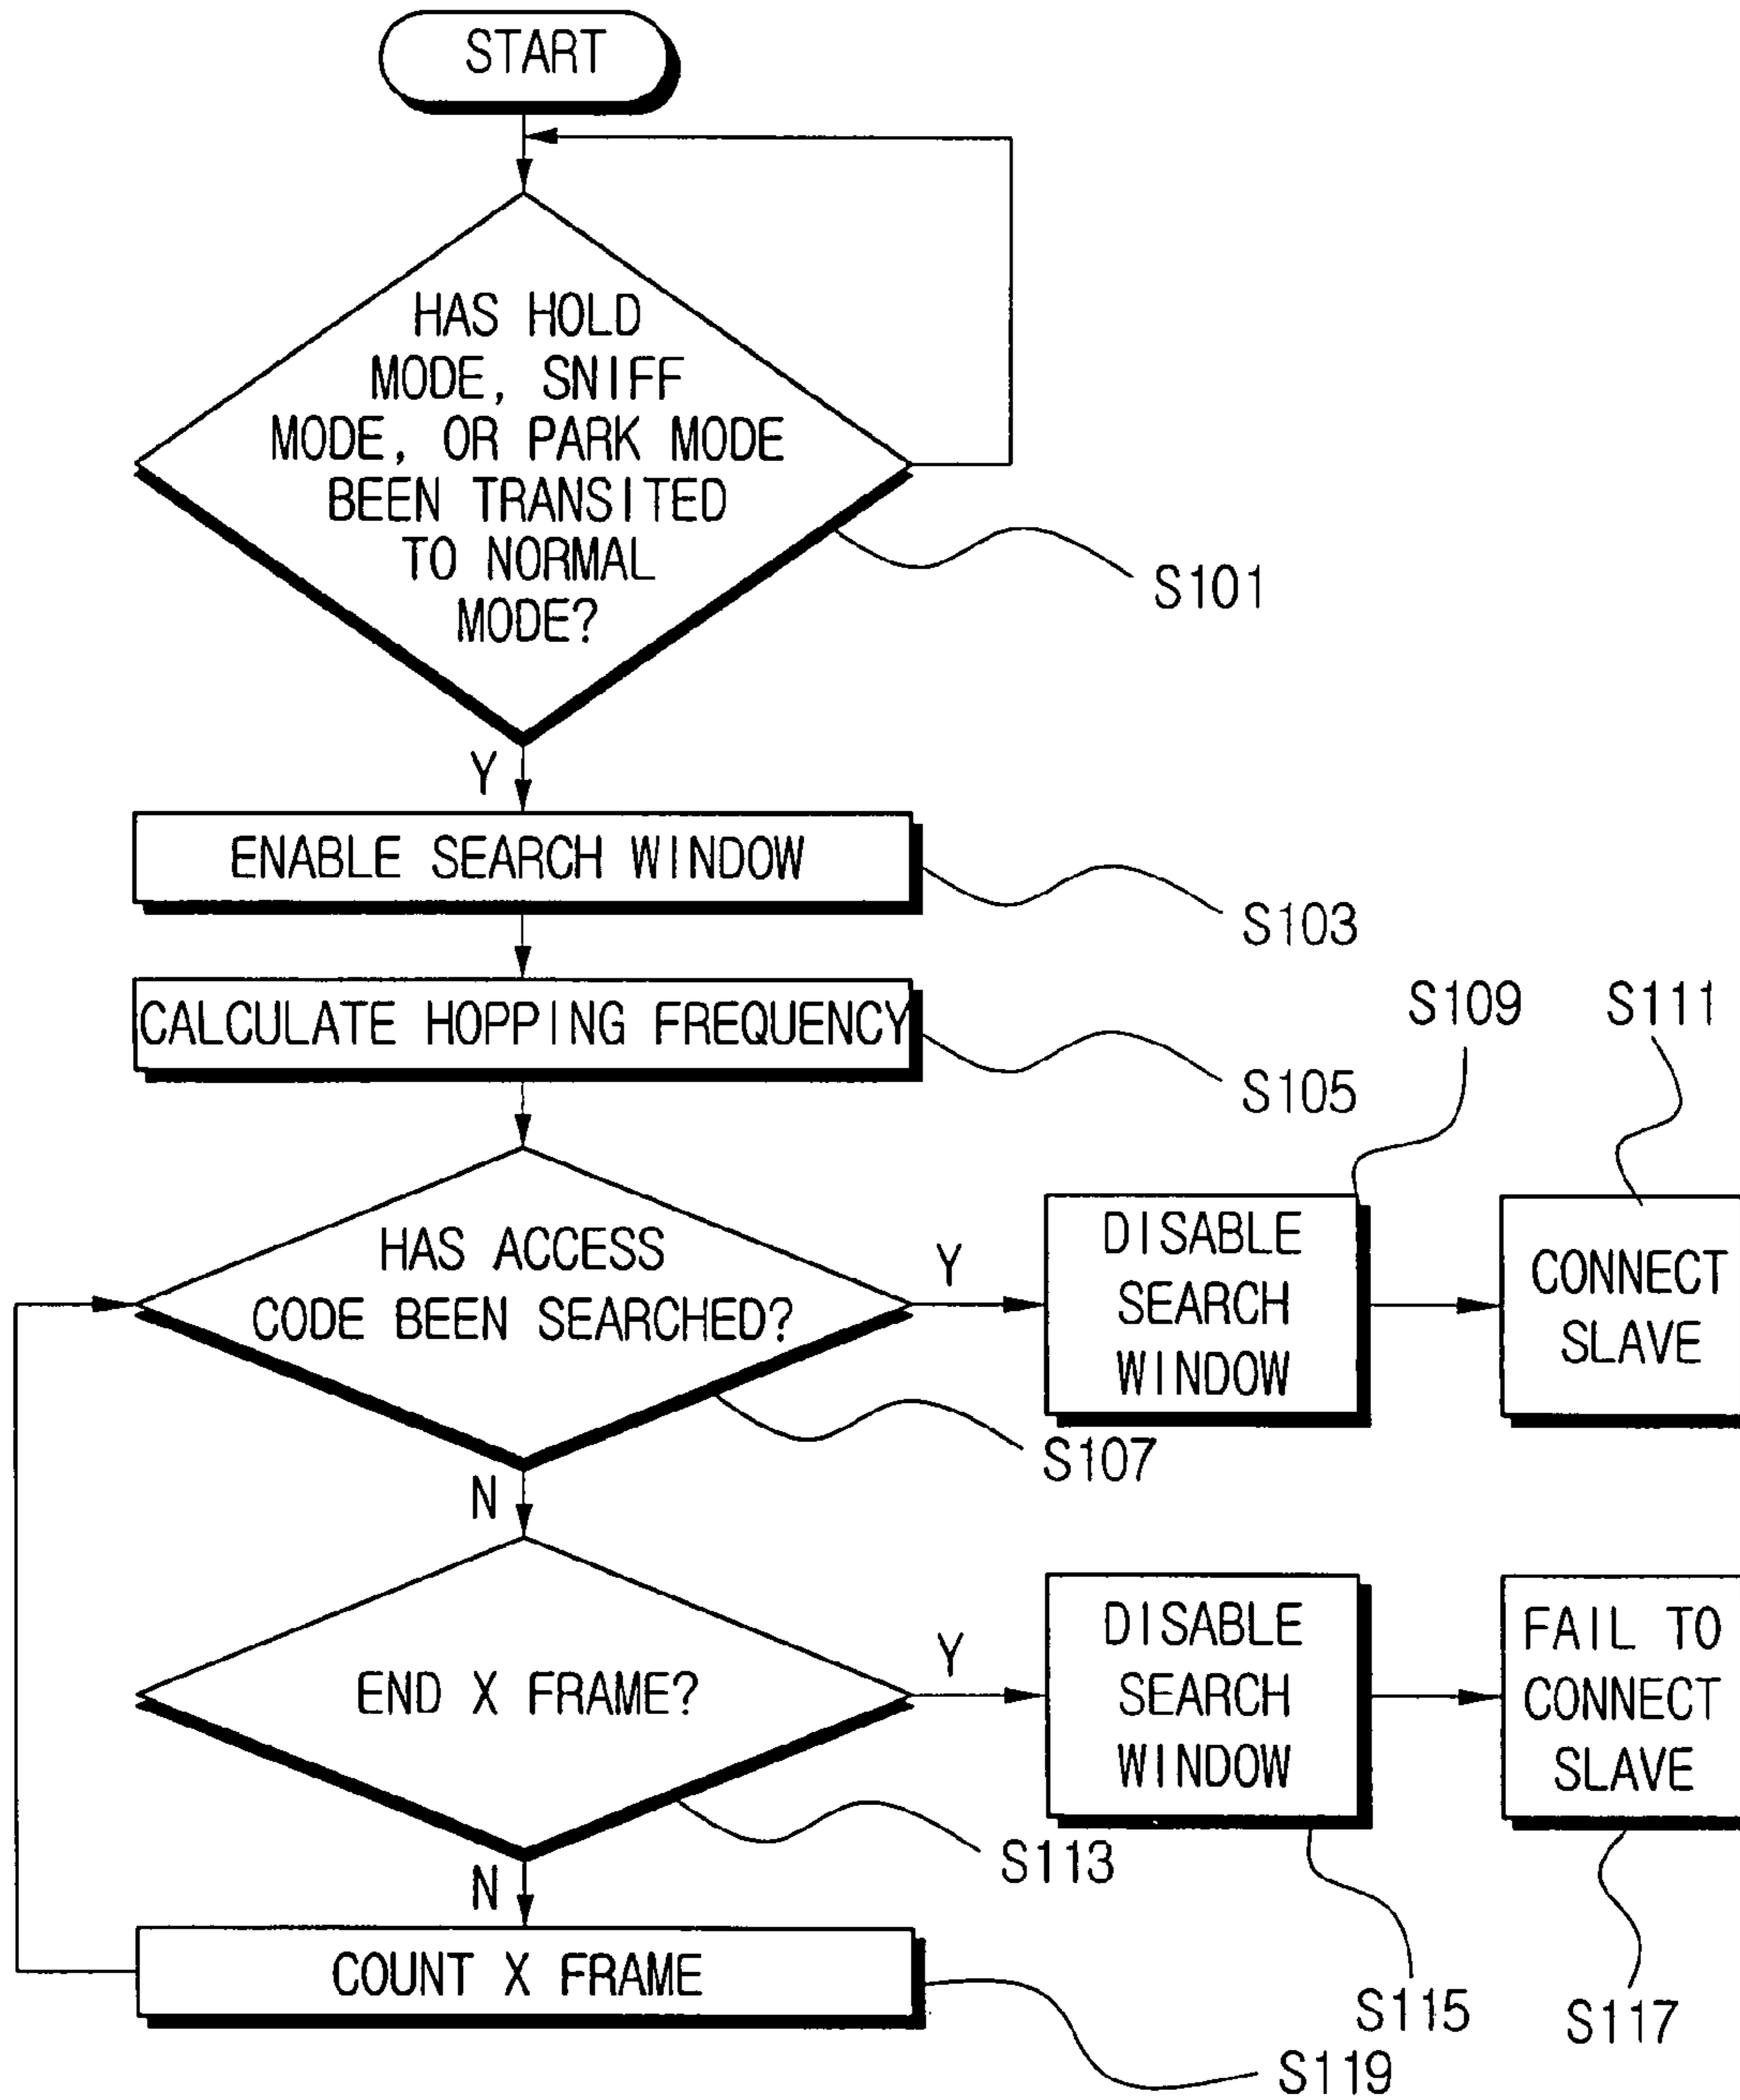 START
HAS HOLD
MODE, SNIFF
MODE, OR PARK MODE
BEEN TRANSITED
TO NORMAL
MODE?
S101
Y
ENABLE SEARCH WINDOW
S103
CALCULATE HOPPING FREQUENCY
S105
S109
S111
HAS ACCESS
CODE BEEN SEARCHED?
Y
DISABLE
SEARCH
WINDOW
CONNECT
SLAVE
S107
N
END X FRAME?
Y
DISABLE
SEARCH
WINDOW
FAIL TO
CONNECT
SLAVE
S113
N
COUNT X FRAME
S115
S117
S119